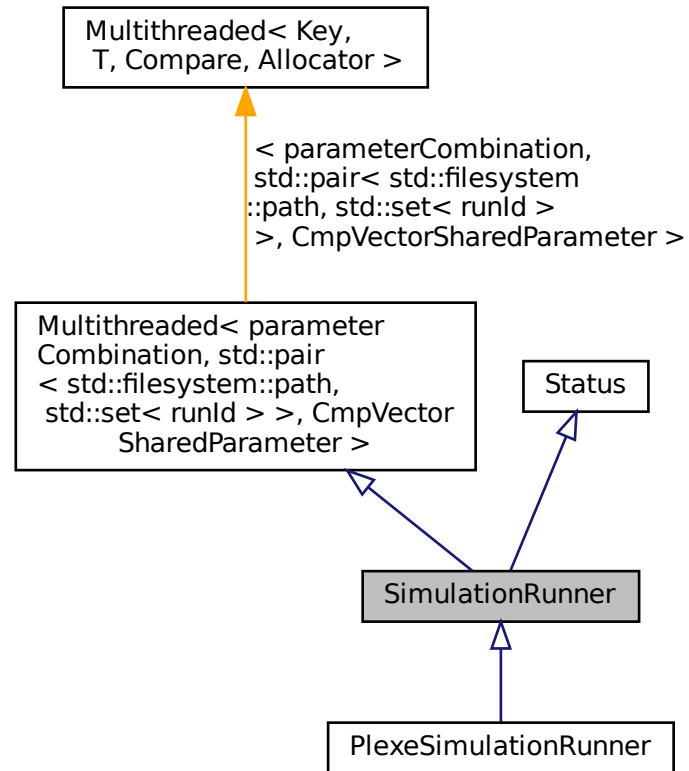 Multithreaded< Key,
T, Compare, Allocator >
< parameterCombination,
std::pair< std::filesystem
::path, std::set< runId >
>, CmpVectorSharedParameter >
Multithreaded< parameter
Combination, std::pair
< std::filesystem::path,
std::set< runId > >, CmpVector
SharedParameter >
Status
SimulationRunner
PlexeSimulationRunner